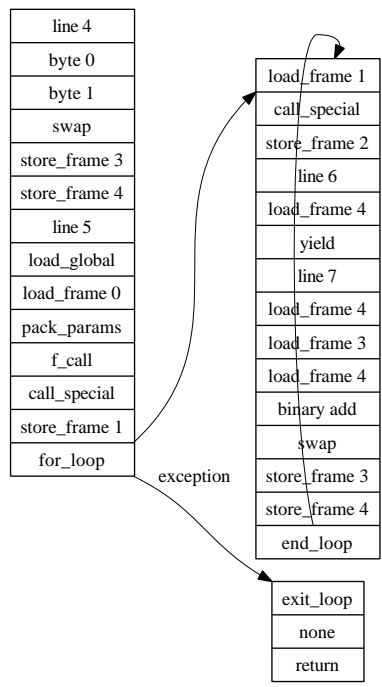 line 4
byte 0
byte 1
swap
store_frame 3
store_frame 4
line 5
load_global
load_frame 0
pack_params
f_call
call_special
store_frame 1
for_loop
exception
load_frame 1
call_special
store_frame 2
line 6
load_frame 4
yield
line 7
load_frame 4
load_frame 3
load_frame 4
binary add
swap
store_frame 3
store_frame 4
end_loop
exit_loop
none
return